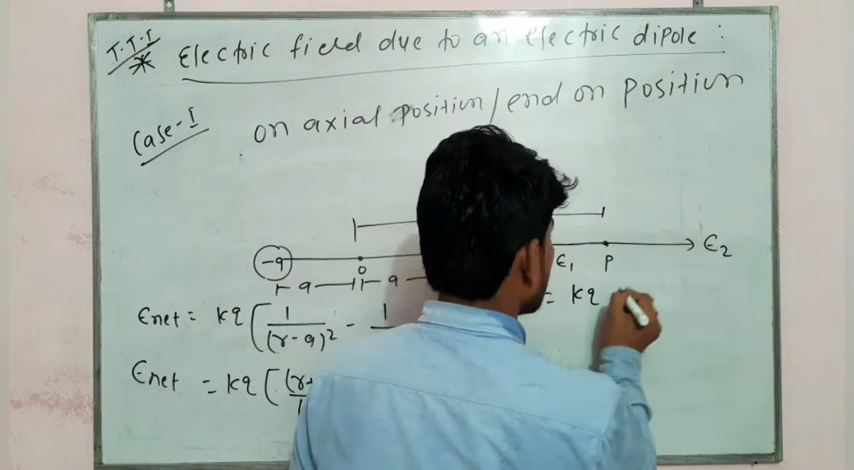 T.T.I
* Electric field due to an electric dipole :
Case-I on axial position/end on position
-q O E₁ P E₂
a a
Enet = kq (1/(r-a)² - 1
= kq
Enet = kq ((r+